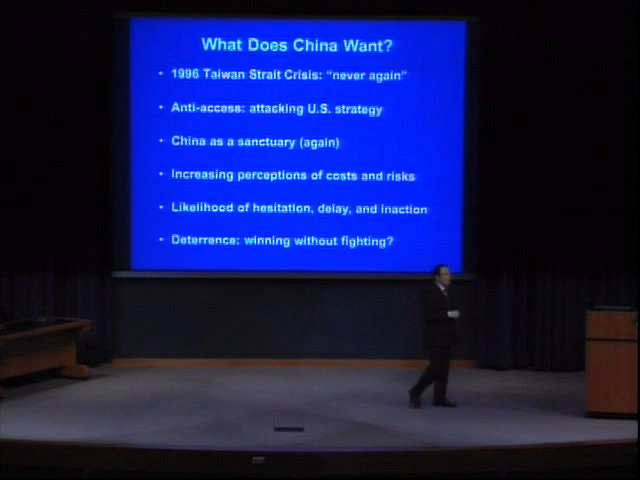 What Does China Want?
• 1996 Taiwan Strait Crisis: “never again”
• Anti-access: attacking U.S. strategy
• China as a sanctuary (again)
• Increasing perceptions of costs and risks
• Likelihood of hesitation, delay, and inaction
• Deterrence: winning without fighting?